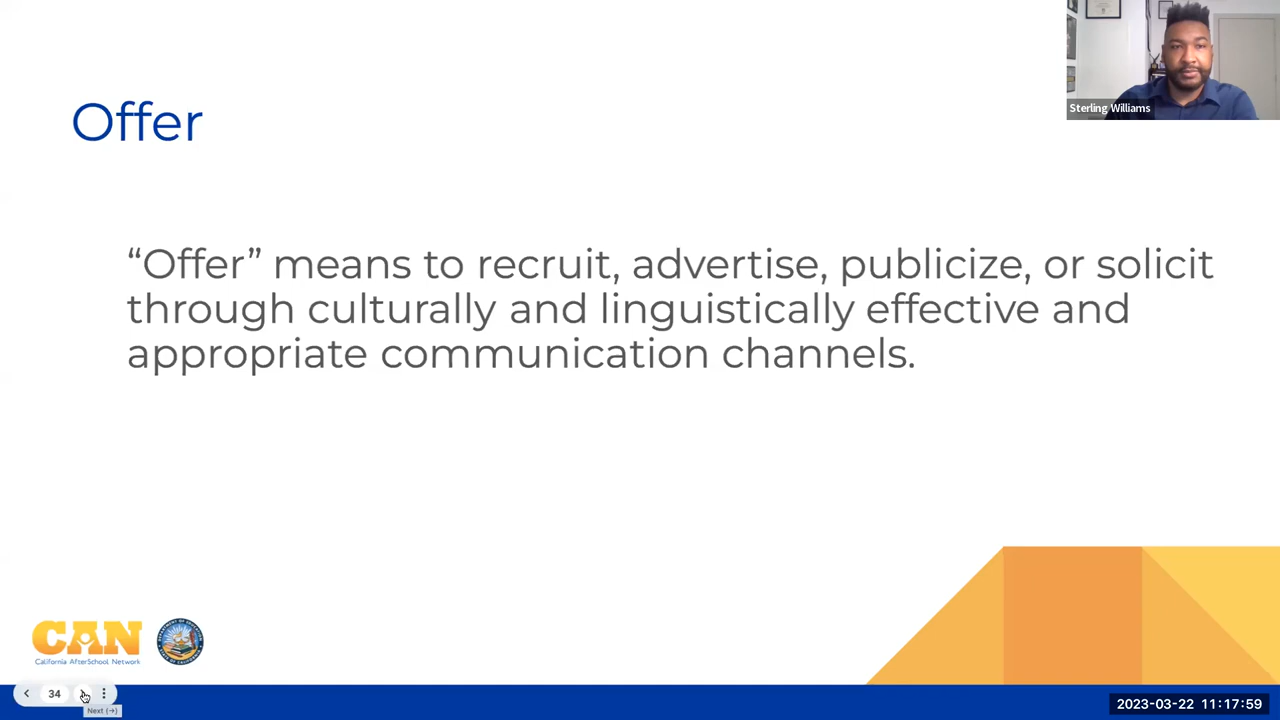 Sterling Williams
Offer
“Offer” means to recruit, advertise, publicize, or solicit
through culturally and linguistically effective and
appropriate communication channels.
CAN
California AfterSchool Network
34
Next (→)
2023-03-22 11:17:59